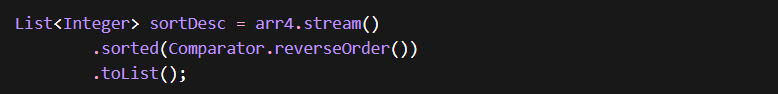 List<Integer> sortDesc = arr4.stream()
        .sorted(Comparator.reverseOrder())
        .toList();